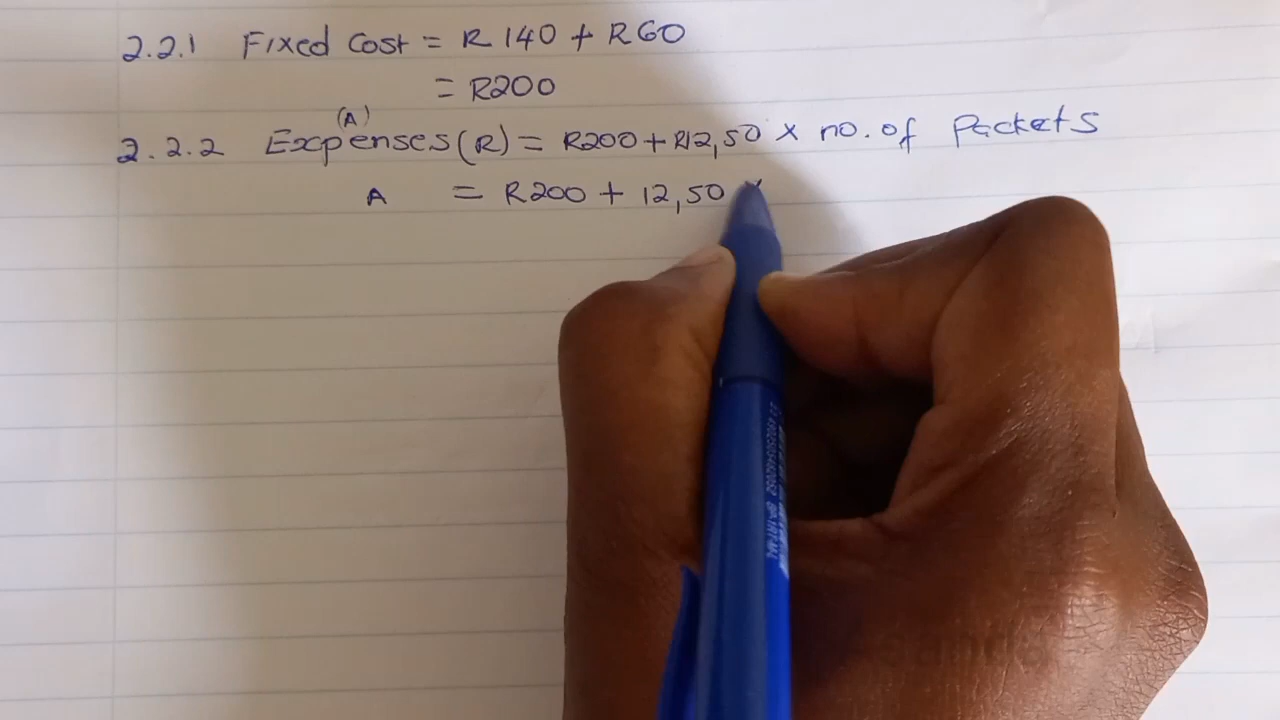 2.2.1 Fixed Cost = R140 + R60
= R200
(A)
2.2.2 Expenses (R) = R200 + R12,50 × no. of Packets
A = R200 + 12,50 ×